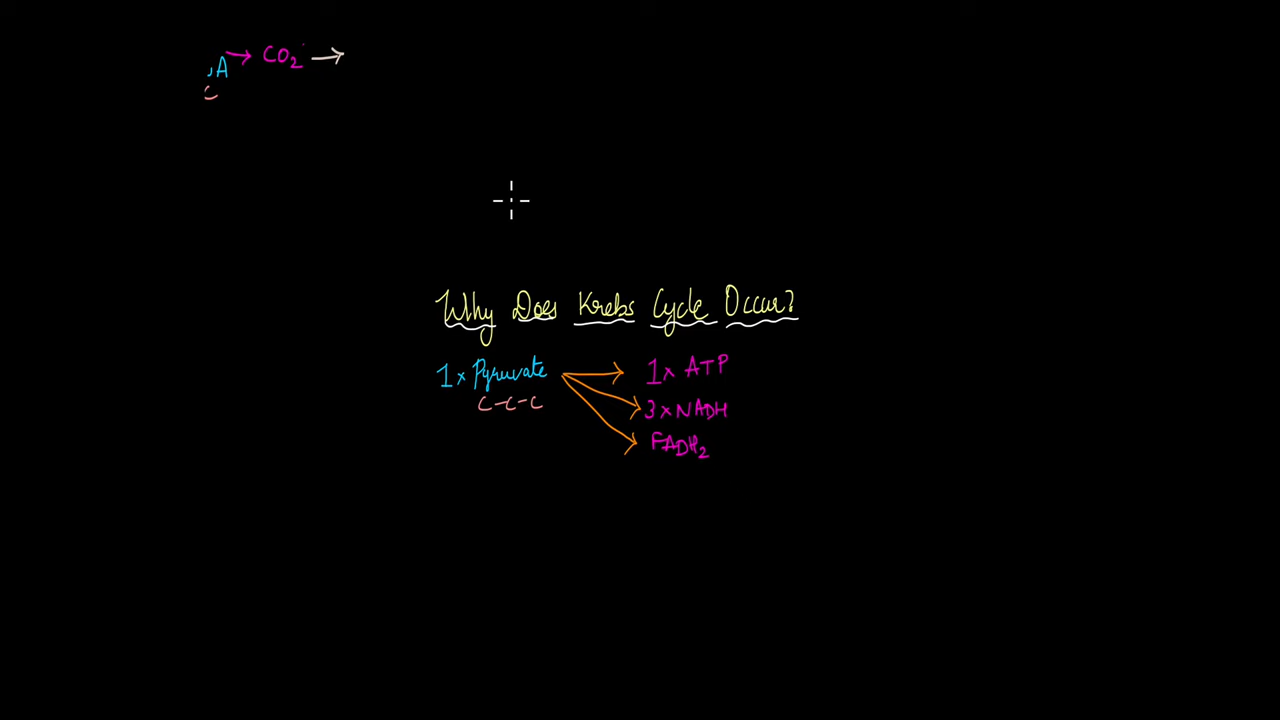 A → CO₂ →
Why Does Krebs Cycle Occur?
1 x Pyruvate 1 x ATP
C-C-C 3 x NADH
FADH₂